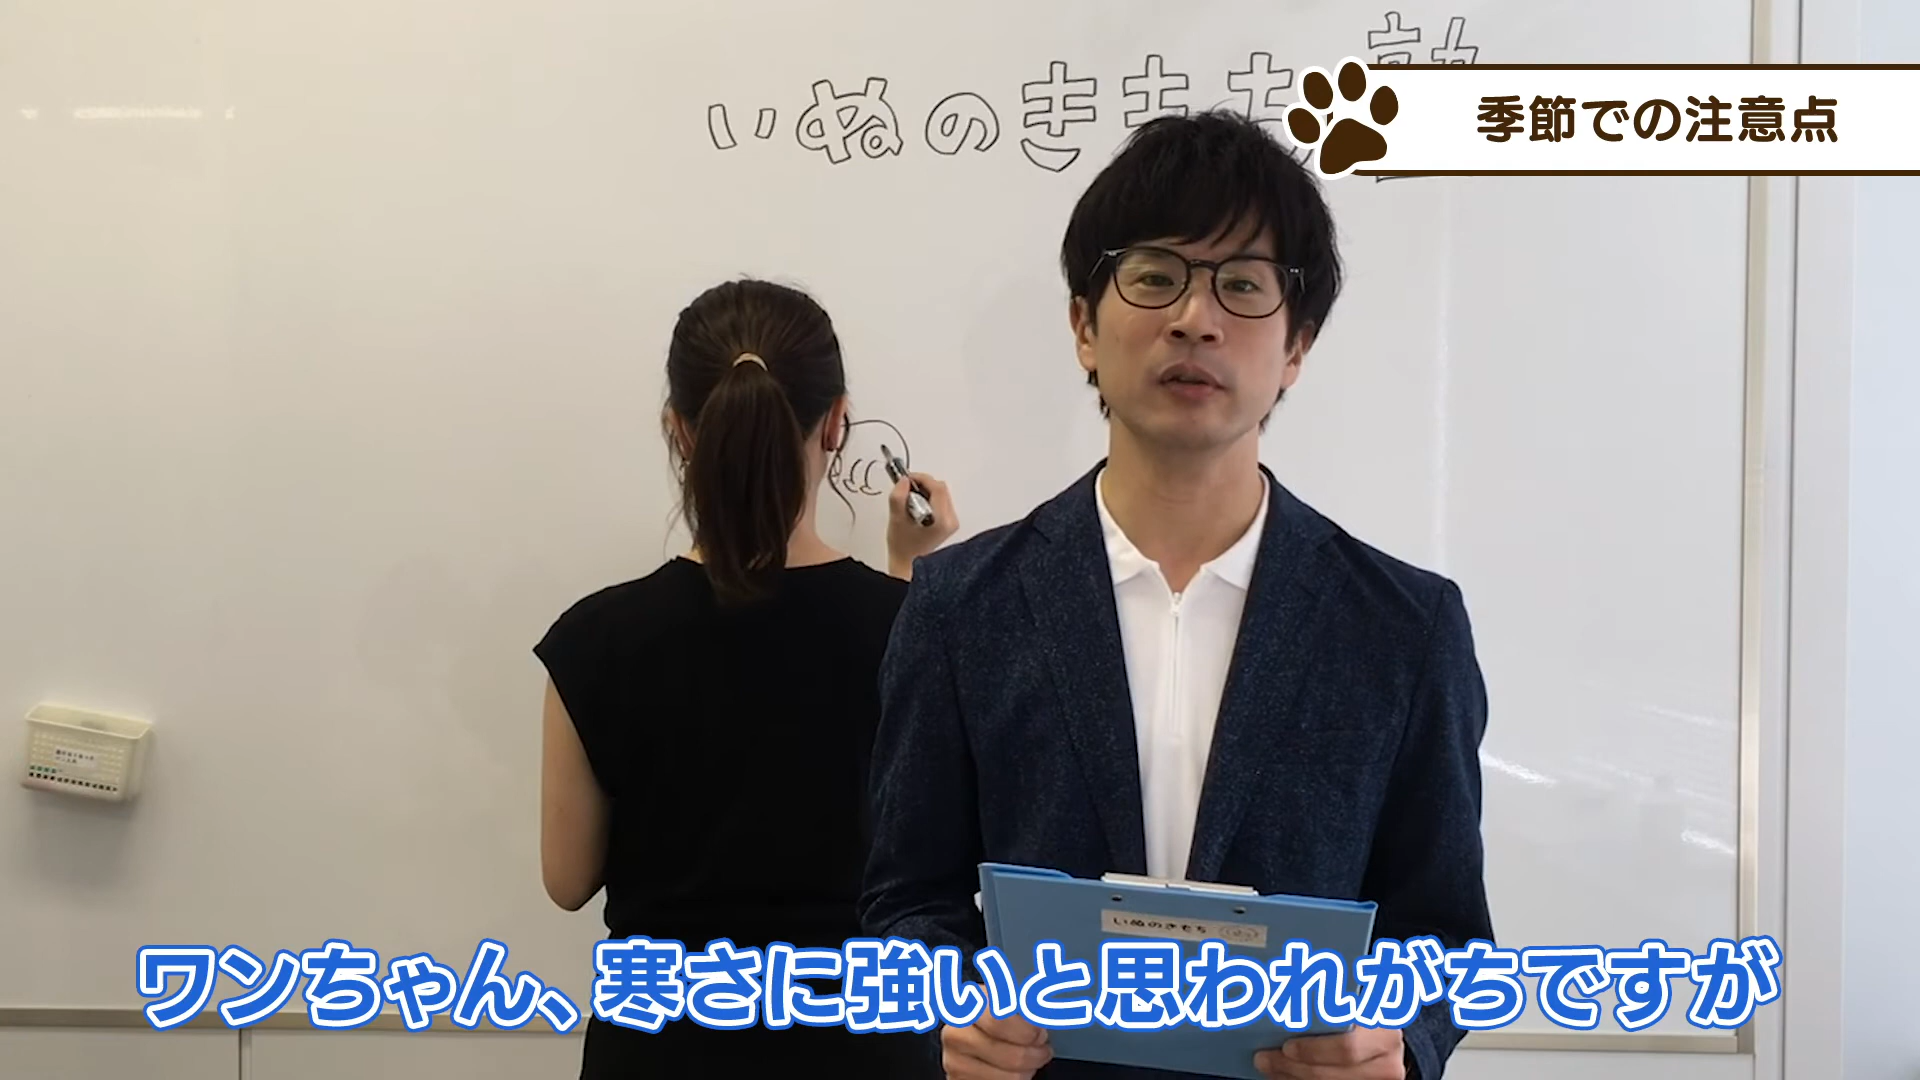 いぬのきもち塾
季節での注意点
いぬのきもち
ワンちゃん、寒さに強いと思われがちですが